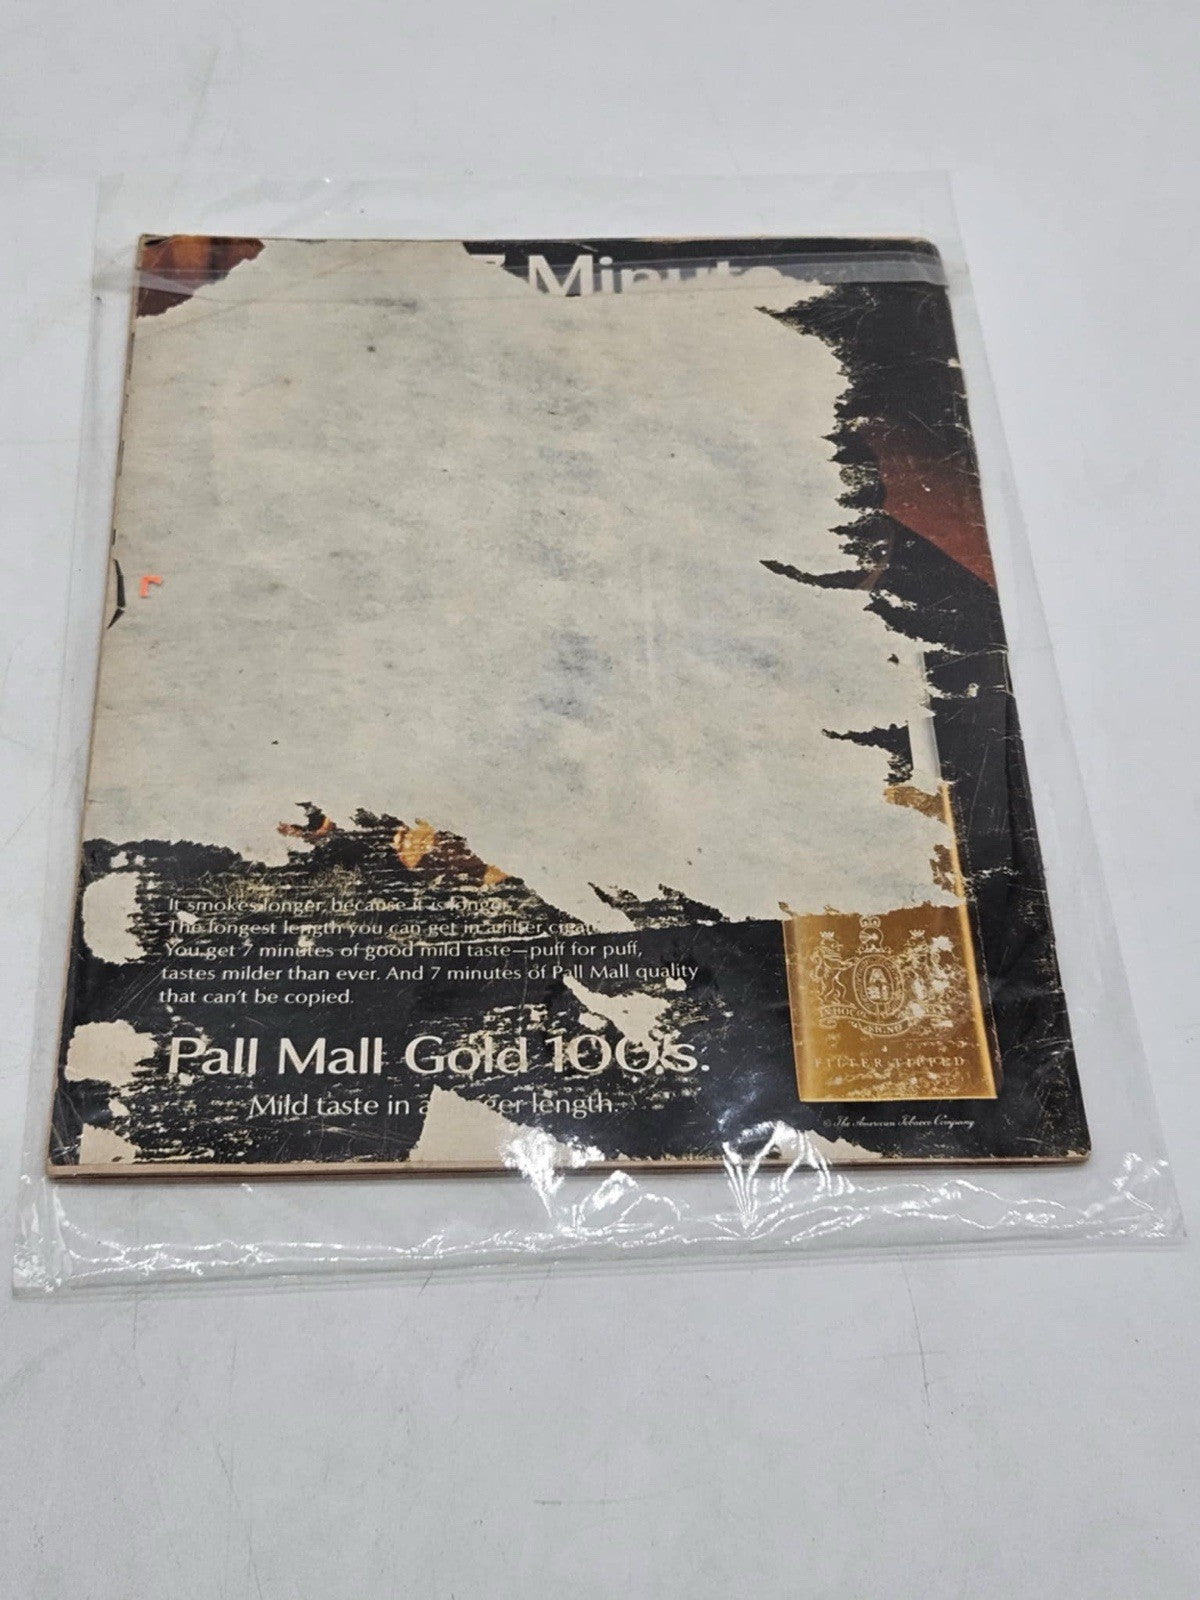 7 Minute
It smokes longer, because it is longer.
The longest length you can get in a filter cigar
You get 7 minutes of good mild taste—puff for puff,
tastes milder than ever. And 7 minutes of Pall Mall quality
that can't be copied.
Pall Mall Gold 100's.
Mild taste in a longer length.
FILTER TIPPED
© The American Tobacco Company